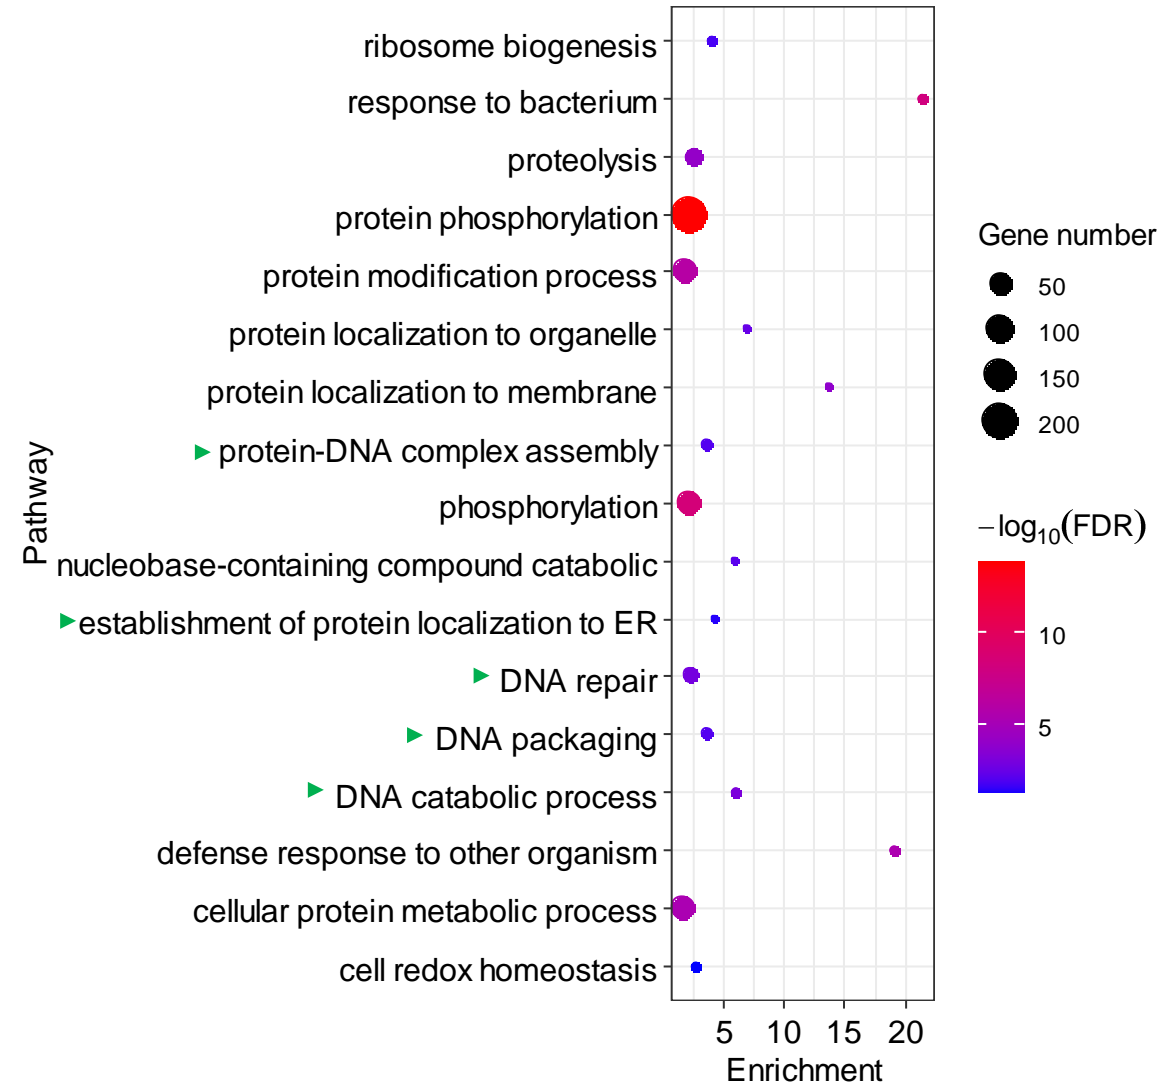 ribosome biogenesis
response to bacterium
proteolysis
protein phosphorylation
protein modification process
protein localization to organelle
protein localization to membrane
protein-DNA complex assembly
phosphorylation
nucleobase-containing compound catabolic
establishment of protein localization to ER
DNA repair
DNA packaging
DNA catabolic process
defense response to other organism
cellular protein metabolic process
cell redox homeostasis
Pathway
5 10 15 20
Enrichment
Gene number
50
100
150
200
−log10(FDR)
10
5